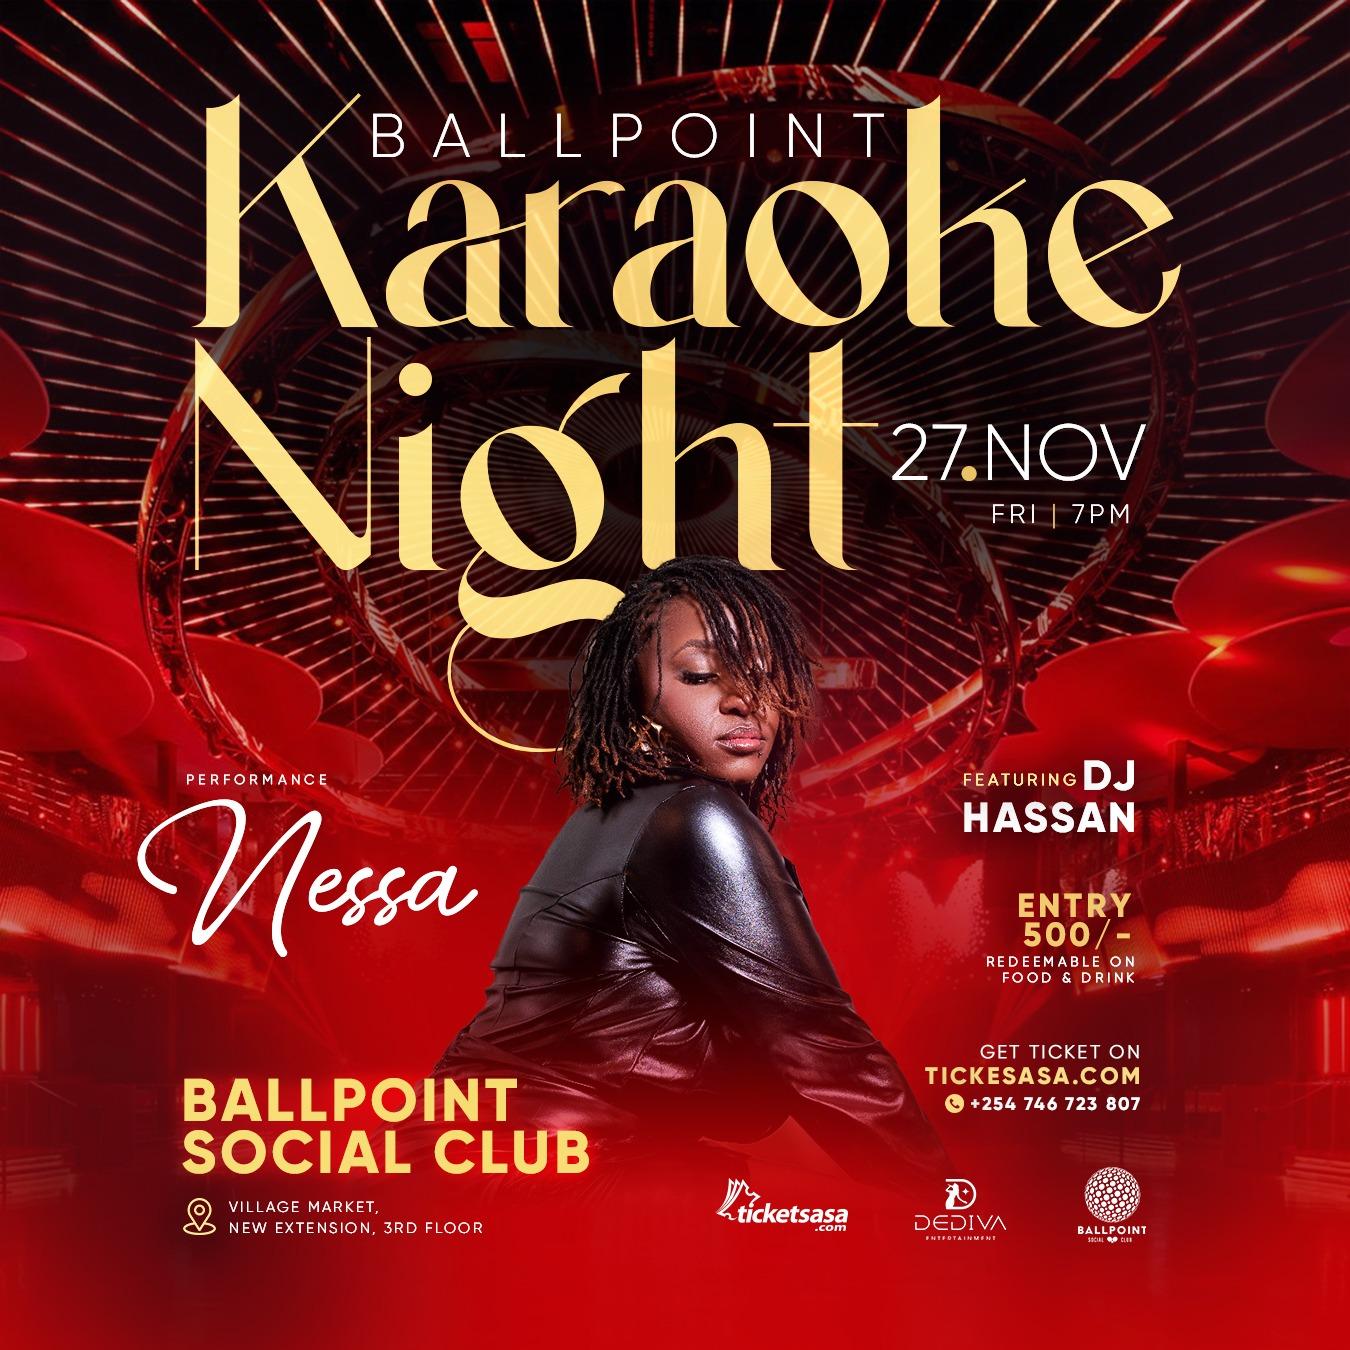 BALLPOINT
Karaoke
Night
27.NOV
FRI | 7PM
PERFORMANCE
Nessa
FEATURING DJ
HASSAN
ENTRY
500/-
REDEEMABLE ON
FOOD & DRINK
GET TICKET ON
TICKESASA.COM
+254 746 723 807
BALLPOINT
SOCIAL CLUB
VILLAGE MARKET,
NEW EXTENSION, 3RD FLOOR
ticketsasa
.com
DEDIVA
ENTERTAINMENT
BALLPOINT
SOCIAL CLUB